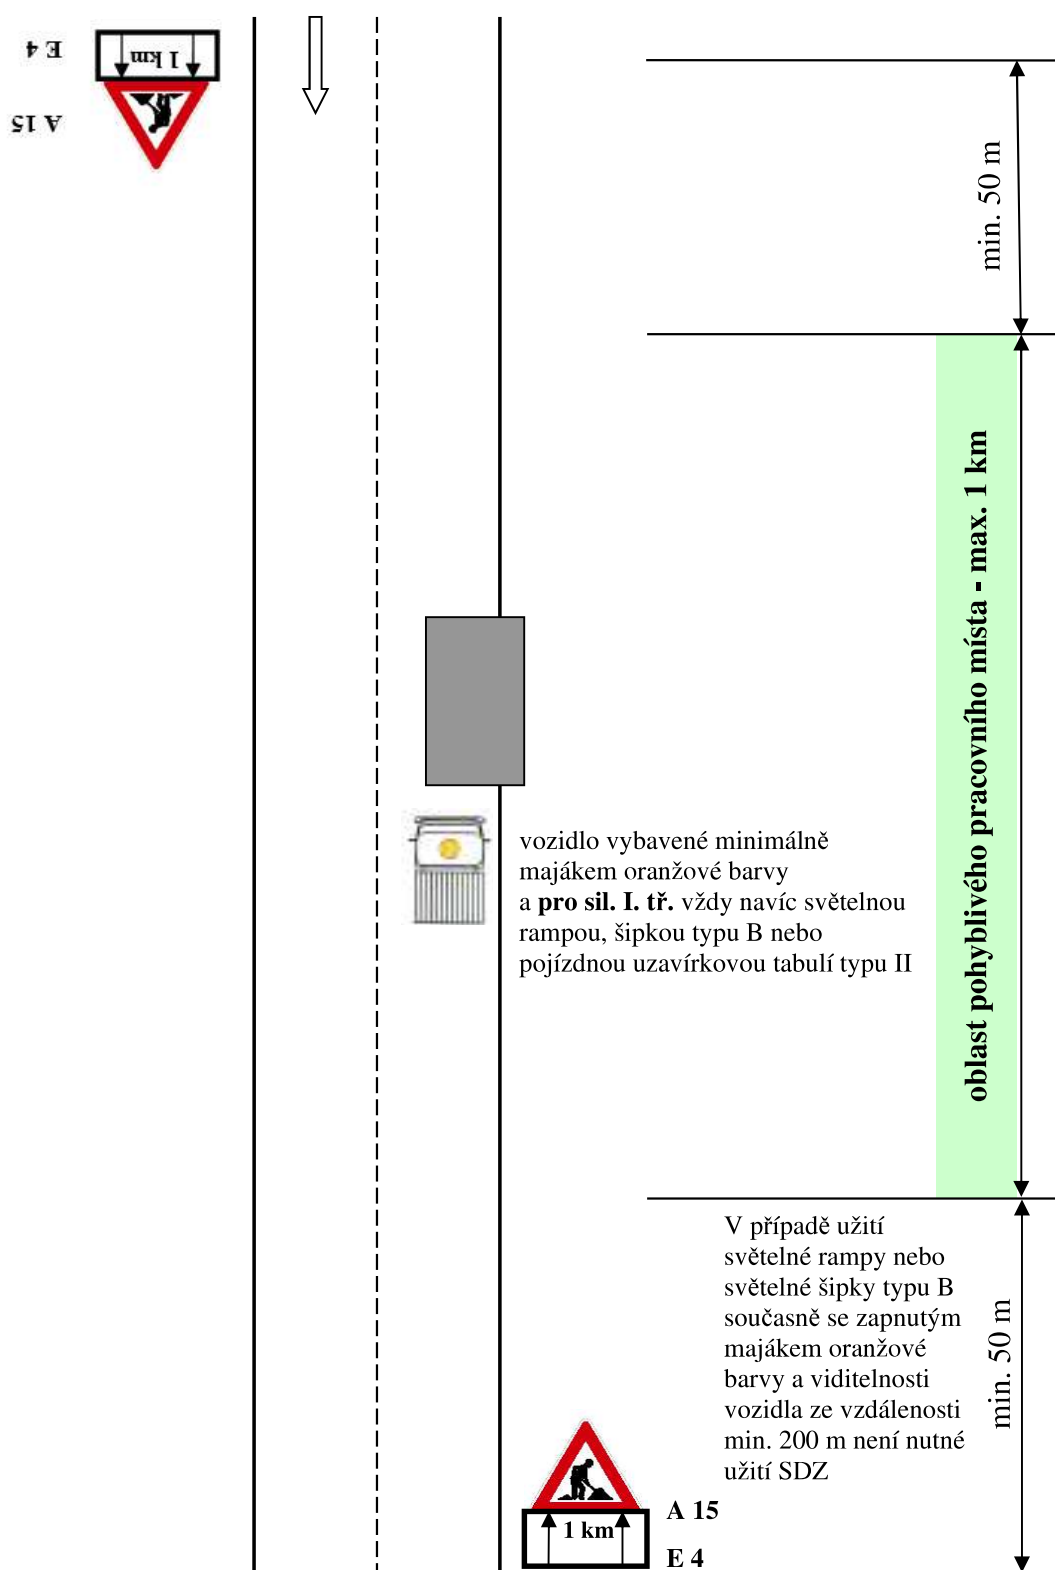 E 4
1 km
A 15
min. 50 m
oblast pohyblivého pracovního místa - max. 1 km
vozidlo vybavené minimálně
majákem oranžové barvy
a pro sil. I. tř. vždy navíc světelnou
rampou, šipkou typu B nebo
pojízdnou uzavírkovou tabulí typu II
V případě užití
světelné rampy nebo
světelné šipky typu B
současně se zapnutým
majákem oranžové
barvy a viditelnosti
vozidla ze vzdálenosti
min. 200 m není nutné
užití SDZ
min. 50 m
A 15
1 km
E 4